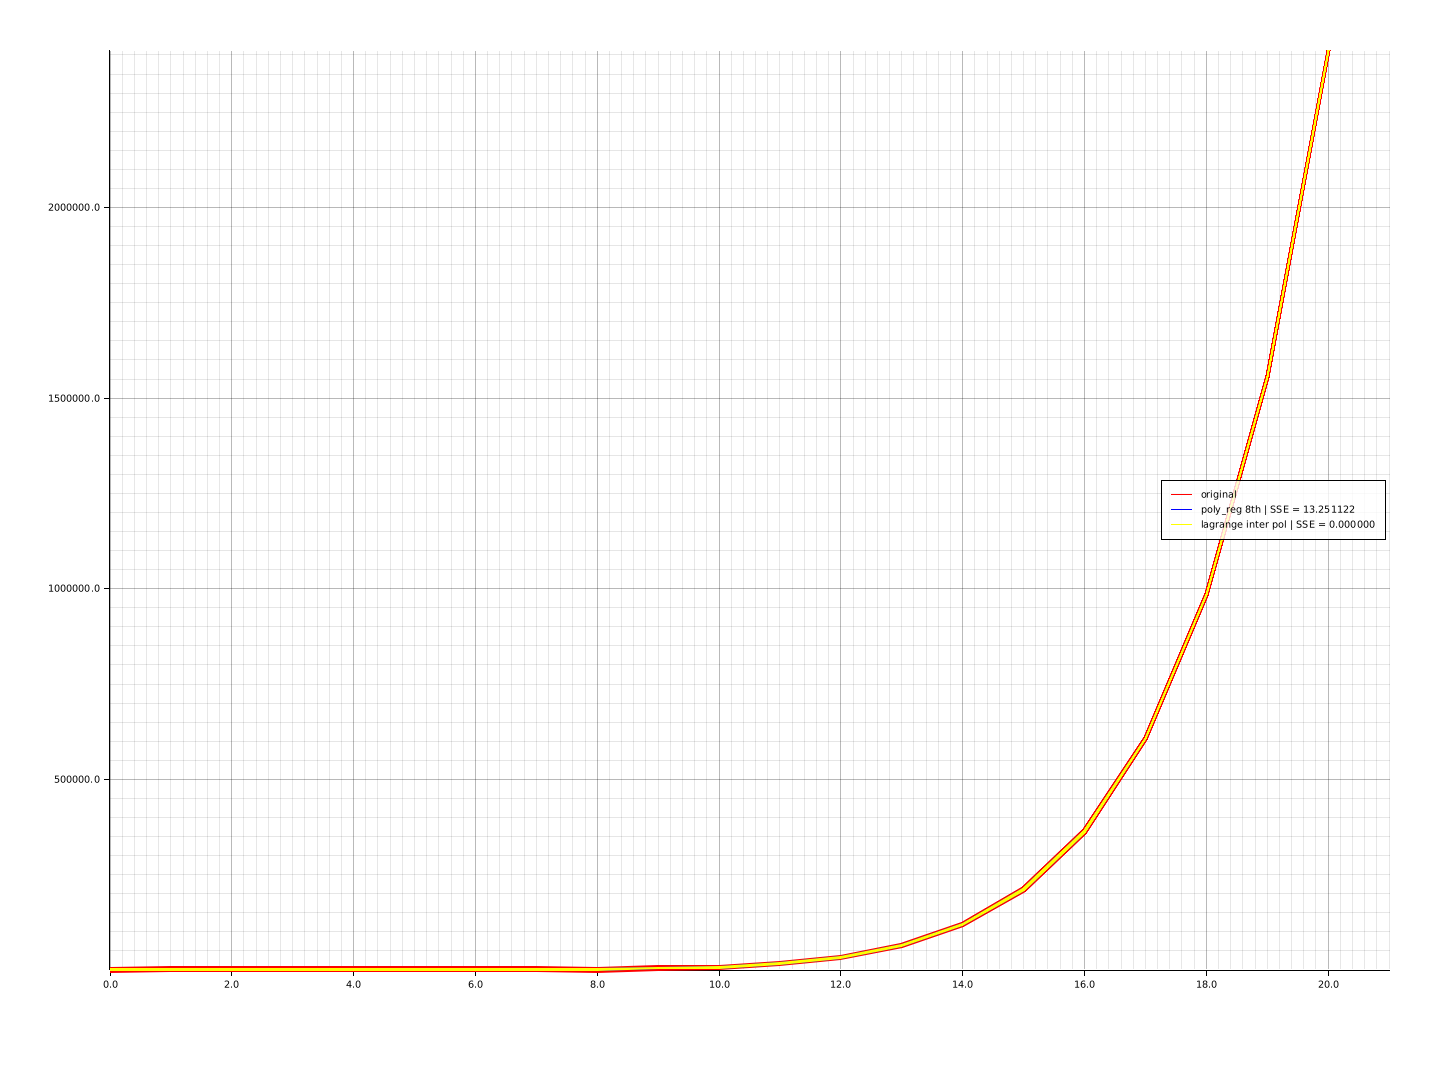 2000000.0
1500000.0
1000000.0
500000.0
original
poly_reg 8th | SSE = 13.251122
lagrange inter pol | SSE = 0.000000
0.0 2.0 4.0 6.0 8.0 10.0 12.0 14.0 16.0 18.0 20.0